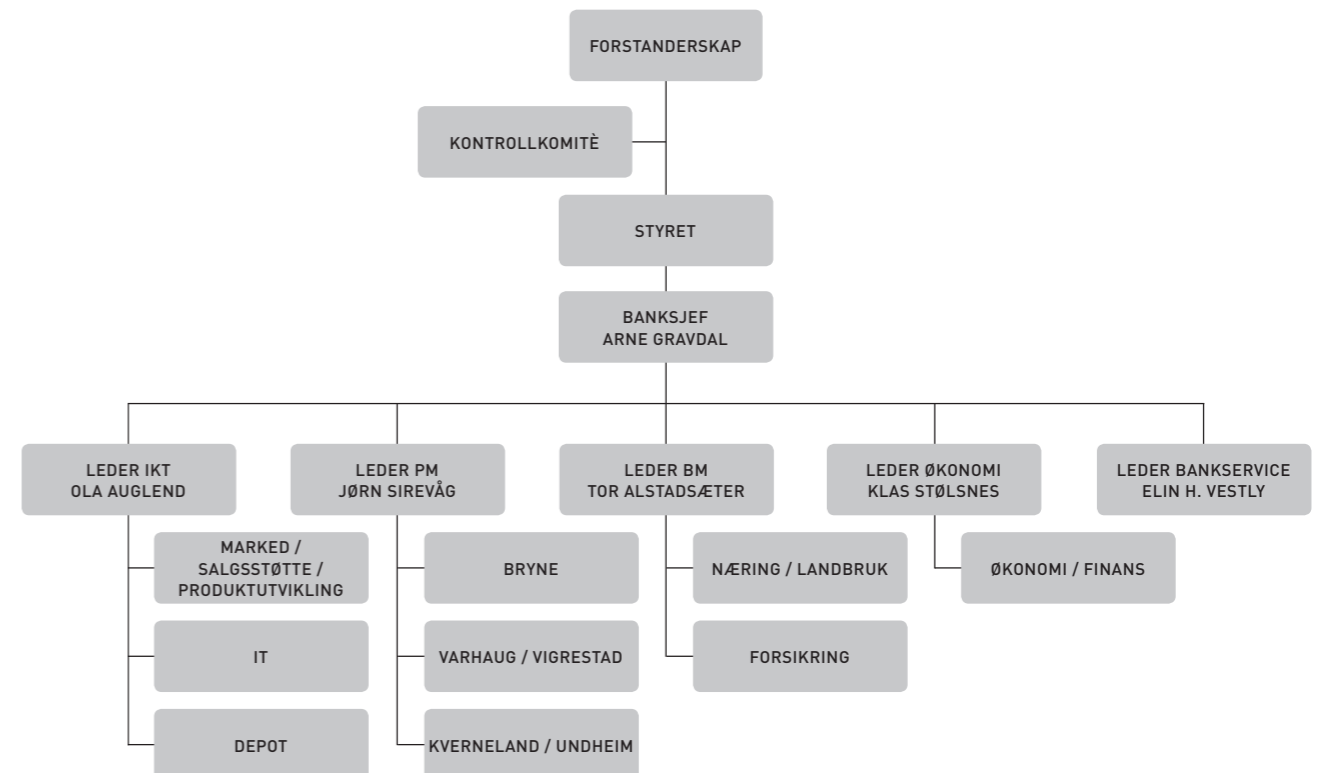 FORSTANDERSKAP
KONTROLLKOMITÈ
STYRET
BANKSJEF
ARNE GRAVDAL
LEDER IKT
OLA AUGLEND
LEDER PM
JØRN SIREVÅG
LEDER BM
TOR ALSTADSÆTER
LEDER ØKONOMI
KLAS STØLSNES
LEDER BANKSERVICE
ELIN H. VESTLY
MARKED /
SALGSSTØTTE /
PRODUKTUTVIKLING
BRYNE
NÆRING / LANDBRUK
ØKONOMI / FINANS
IT
VARHAUG / VIGRESTAD
FORSIKRING
DEPOT
KVERNELAND / UNDHEIM